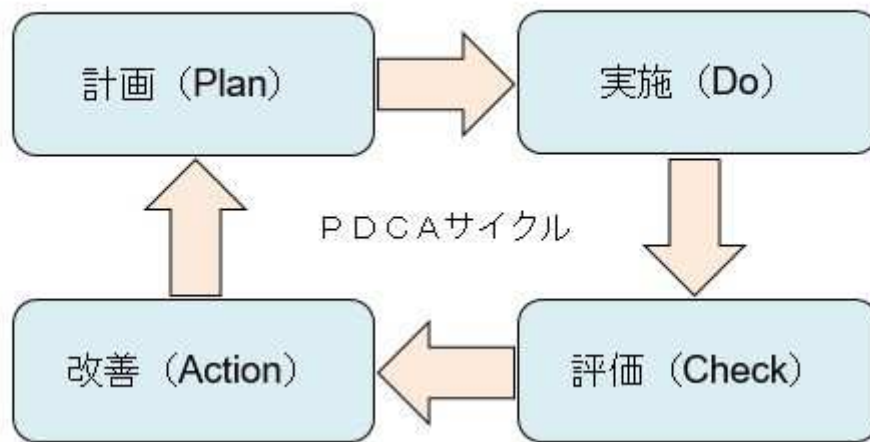 計画（Plan）
実施（Do）
ＰＤＣＡサイクル
改善（Action）
評価（Check）